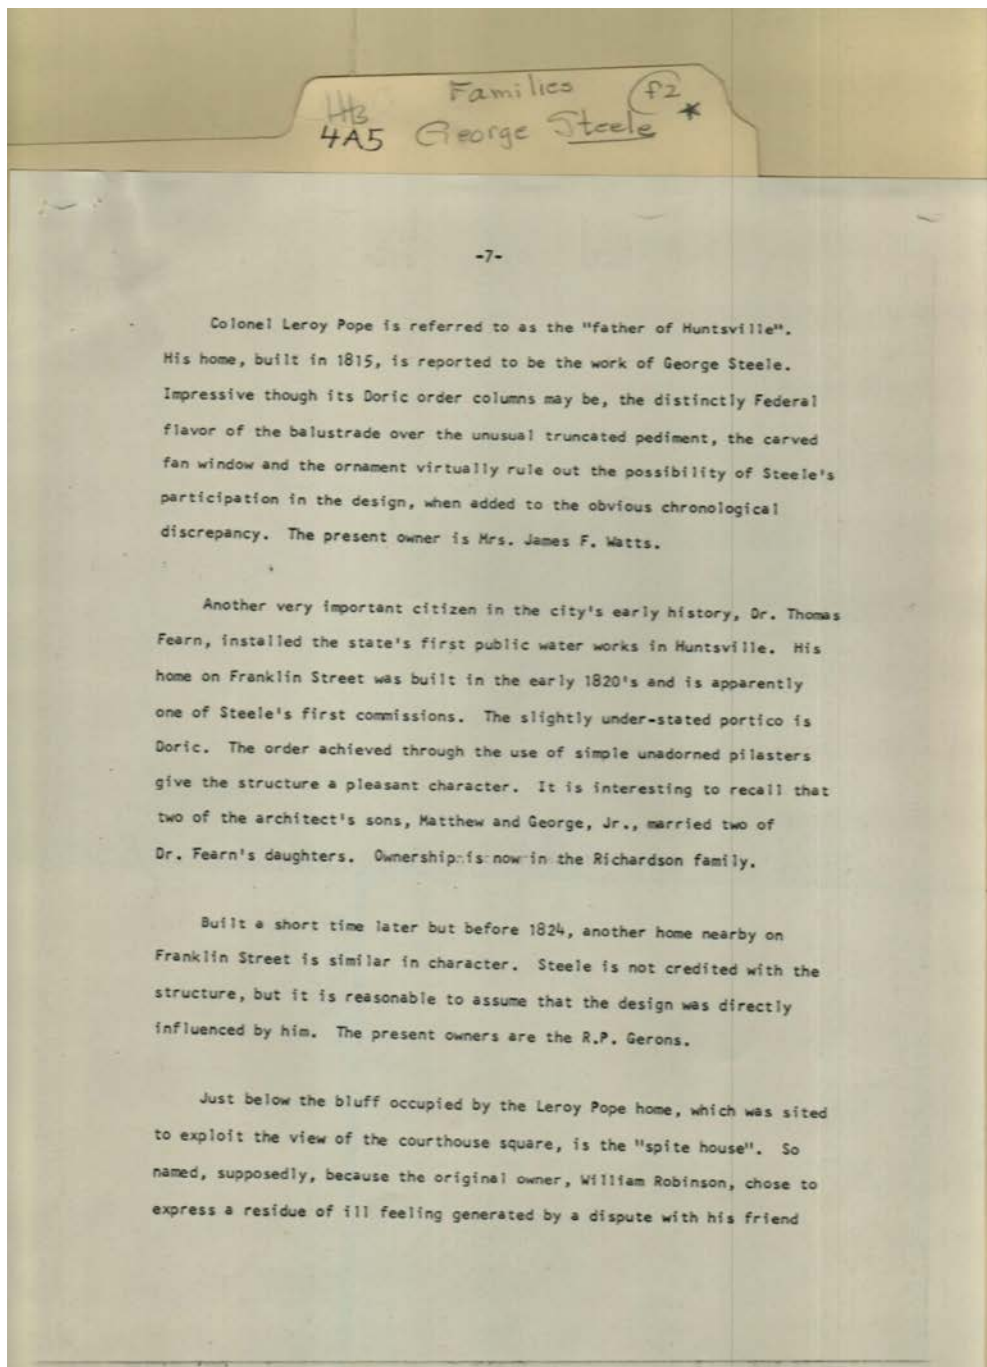 Families f2
HHB
4A5 George Steele *
-7-
Colonel Leroy Pope is referred to as the "father of Huntsville".
His home, built in 1815, is reported to be the work of George Steele.
Impressive though its Doric order columns may be, the distinctly Federal
flavor of the balustrade over the unusual truncated pediment, the carved
fan window and the ornament virtually rule out the possibility of Steele's
participation in the design, when added to the obvious chronological
discrepancy. The present owner is Mrs. James F. Watts.
Another very important citizen in the city's early history, Dr. Thomas
Fearn, installed the state's first public water works in Huntsville. His
home on Franklin Street was built in the early 1820's and is apparently
one of Steele's first commissions. The slightly under-stated portico is
Doric. The order achieved through the use of simple unadorned pilasters
give the structure a pleasant character. It is interesting to recall that
two of the architect's sons, Matthew and George, Jr., married two of
Dr. Fearn's daughters. Ownership is now in the Richardson family.
Built a short time later but before 1824, another home nearby on
Franklin Street is similar in character. Steele is not credited with the
structure, but it is reasonable to assume that the design was directly
influenced by him. The present owners are the R.P. Gerons.
Just below the bluff occupied by the Leroy Pope home, which was sited
to exploit the view of the courthouse square, is the "spite house". So
named, supposedly, because the original owner, William Robinson, chose to
express a residue of ill feeling generated by a dispute with his friend